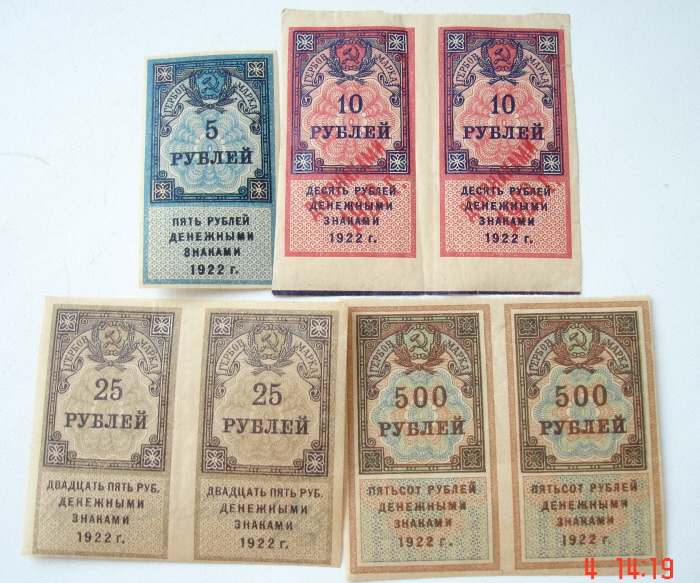 ГЕРБОВ. МАРКА
5
РУБЛЕЙ
ПЯТЬ РУБЛЕЙ
ДЕНЕЖНЫМИ
ЗНАКАМИ
1922 г.
ГЕРБОВ. МАРКА
10
РУБЛЕЙ
ДЕСЯТЬ РУБЛЕЙ
ДЕНЕЖНЫМИ
ЗНАКАМИ
1922 г.
ГЕРБОВ. МАРКА
10
РУБЛЕЙ
ДЕСЯТЬ РУБЛЕЙ
ДЕНЕЖНЫМИ
ЗНАКАМИ
1922 г.
ГЕРБОВ. МАРКА
25
РУБЛЕЙ
ДВАДЦАТЬ ПЯТЬ РУБ.
ДЕНЕЖНЫМИ
ЗНАКАМИ
1922 г.
ГЕРБОВ. МАРКА
25
РУБЛЕЙ
ДВАДЦАТЬ ПЯТЬ РУБ.
ДЕНЕЖНЫМИ
ЗНАКАМИ
1922 г.
ГЕРБОВ. МАРКА
500
РУБЛЕЙ
ПЯТЬСОТ РУБЛЕЙ
ДЕНЕЖНЫМИ
ЗНАКАМИ
1922 г.
ГЕРБОВ. МАРКА
500
РУБЛЕЙ
ПЯТЬСОТ РУБЛЕЙ
ДЕНЕЖНЫМИ
ЗНАКАМИ
1922 г.
4 14:19